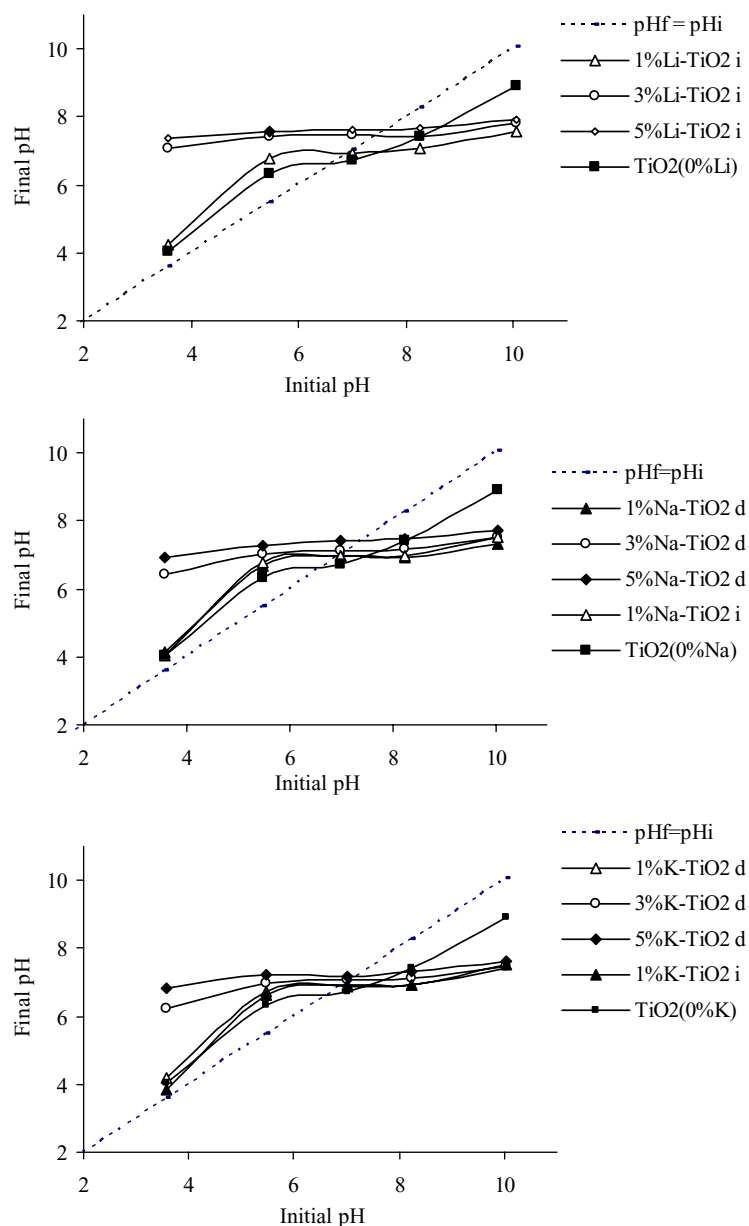 10
8
6
4
2
2
4
6
8
10
Final pH
Initial pH
pHf = pHi
1%Li-TiO2 i
3%Li-TiO2 i
5%Li-TiO2 i
TiO2(0%Li)
10
8
6
4
2
2
4
6
8
10
Final pH
Initial pH
pHf=pHi
1%Na-TiO2 d
3%Na-TiO2 d
5%Na-TiO2 d
1%Na-TiO2 i
TiO2(0%Na)
10
8
6
4
2
2
4
6
8
10
Final pH
Initial pH
pHf=pHi
1%K-TiO2 d
3%K-TiO2 d
5%K-TiO2 d
1%K-TiO2 i
TiO2(0%K)